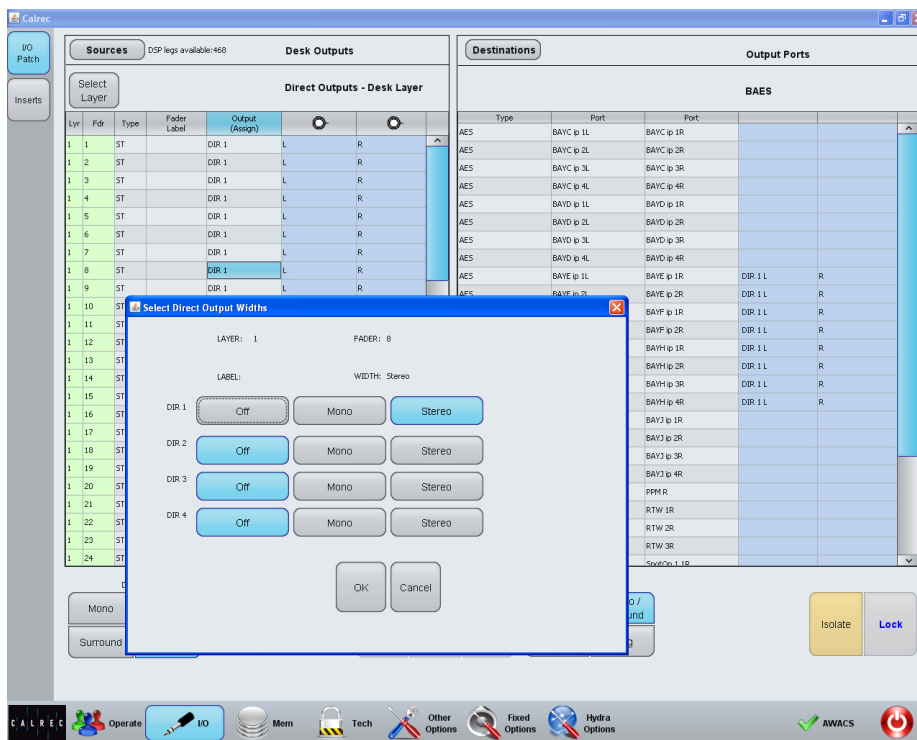 Calrec
I/O Patch
Inserts
Sources DSP legs available:468 Desk Outputs
Select Layer
Direct Outputs - Desk Layer
Lyr Fdr Type Fader Label Output (Assign)
1 1 ST DIR 1 L R
1 2 ST DIR 1 L R
1 3 ST DIR 1 L R
1 4 ST DIR 1 L R
1 5 ST DIR 1 L R
1 6 ST DIR 1 L R
1 7 ST DIR 1 L R
1 8 ST DIR 1 L R
1 9 ST DIR 1 L R
1 10 ST
1 11 ST
1 12 ST
1 13 ST
1 14 ST
1 15 ST
1 16 ST
1 17 ST
1 18 ST
1 19 ST
1 20 ST
1 21 ST
1 22 ST
1 23 ST
1 24 ST
Destinations Output Ports
BAES
Type Port Port
AES BAYC ip 1L BAYC ip 1R
AES BAYC ip 2L BAYC ip 2R
AES BAYC ip 3L BAYC ip 3R
AES BAYC ip 4L BAYC ip 4R
AES BAYD ip 1L BAYD ip 1R
AES BAYD ip 2L BAYD ip 2R
AES BAYD ip 3L BAYD ip 3R
AES BAYD ip 4L BAYD ip 4R
AES BAYE ip 1L BAYE ip 1R DIR 1 L R
AES BAYE ip 2L BAYE ip 2R DIR 1 L R
BAYF ip 1R DIR 1 L R
BAYF ip 2R DIR 1 L R
BAYH ip 1R DIR 1 L R
BAYH ip 2R DIR 1 L R
BAYH ip 3R DIR 1 L R
BAYH ip 4R DIR 1 L R
BAYJ ip 1R
BAYJ ip 2R
BAYJ ip 3R
BAYJ ip 4R
PPM R
RTW 1R
RTW 2R
RTW 3R
SpotOp 1 1R
Select Direct Output Widths
LAYER: 1 FADER: 8
LABEL: WIDTH: Stereo
DIR 1 Off Mono Stereo
DIR 2 Off Mono Stereo
DIR 3 Off Mono Stereo
DIR 4 Off Mono Stereo
OK Cancel
Mono
Surround
Isolate
Lock
CALREC Operate I/O Mem Tech Other Options Fixed Options Hydra Options AWACS